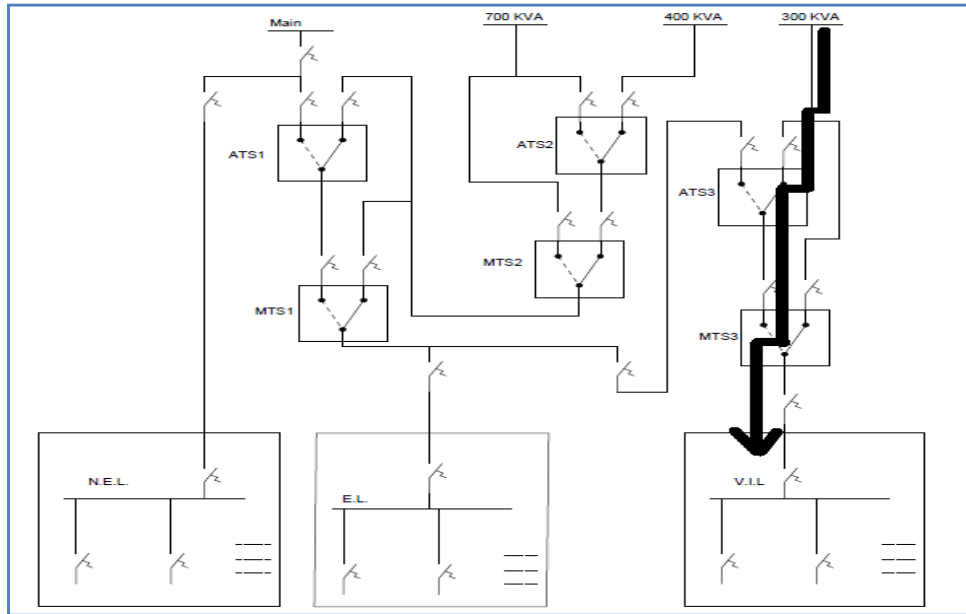 Main
700 KVA
400 KVA
300 KVA
ATS1
ATS2
ATS3
MTS2
MTS1
MTS3
N.E.L.
E.L.
V.I.L